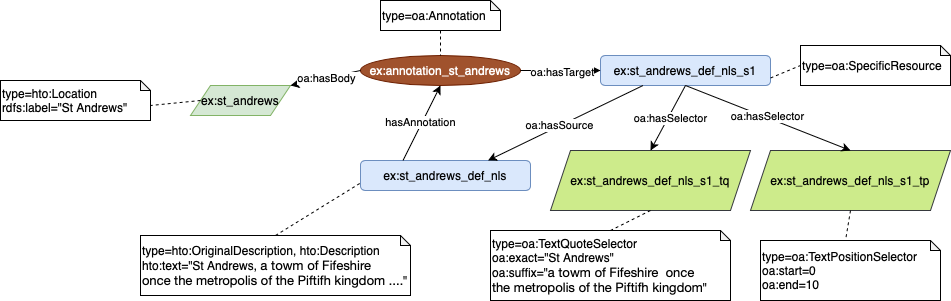 type=oa:Annotation
ex:annotation_st_andrews
oa:hasBody
oa:hasTarget
ex:st_andrews_def_nls_s1
type=oa:SpecificResource
type=hto:Location
rdfs:label="St Andrews"
ex:st_andrews
hasAnnotation
oa:hasSource
oa:hasSelector
oa:hasSelector
ex:st_andrews_def_nls
ex:st_andrews_def_nls_s1_tq
ex:st_andrews_def_nls_s1_tp
type=hto:OriginalDescription, hto:Description
hto:text="St Andrews, a towm of Fifeshire
once the metropolis of the Piftifh kingdom ...."
type=oa:TextQuoteSelector
oa:exact="St Andrews"
oa:suffix="a towm of Fifeshire once
the metropolis of the Piftifh kingdom"
type=oa:TextPositionSelector
oa:start=0
oa:end=10